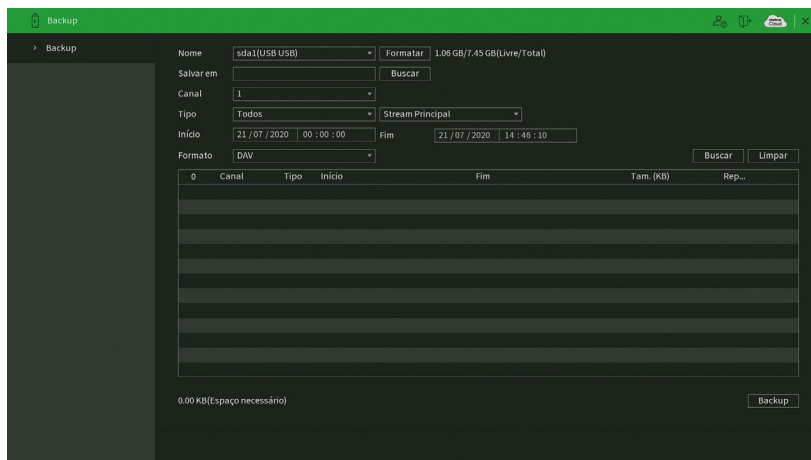 Backup
Backup
Nome sda1(USB USB) Formatar 1.06 GB/7.45 GB(Livre/Total)
Salvar em Buscar
Canal 1
Tipo Todos Stream Principal
Início 21 / 07 / 2020 00 : 00 : 00 Fim 21 / 07 / 2020 14 : 46 : 10
Formato DAV Buscar Limpar
0 Canal Tipo Início Fim Tam. (KB) Rep...
0.00 KB(Espaço necessário) Backup